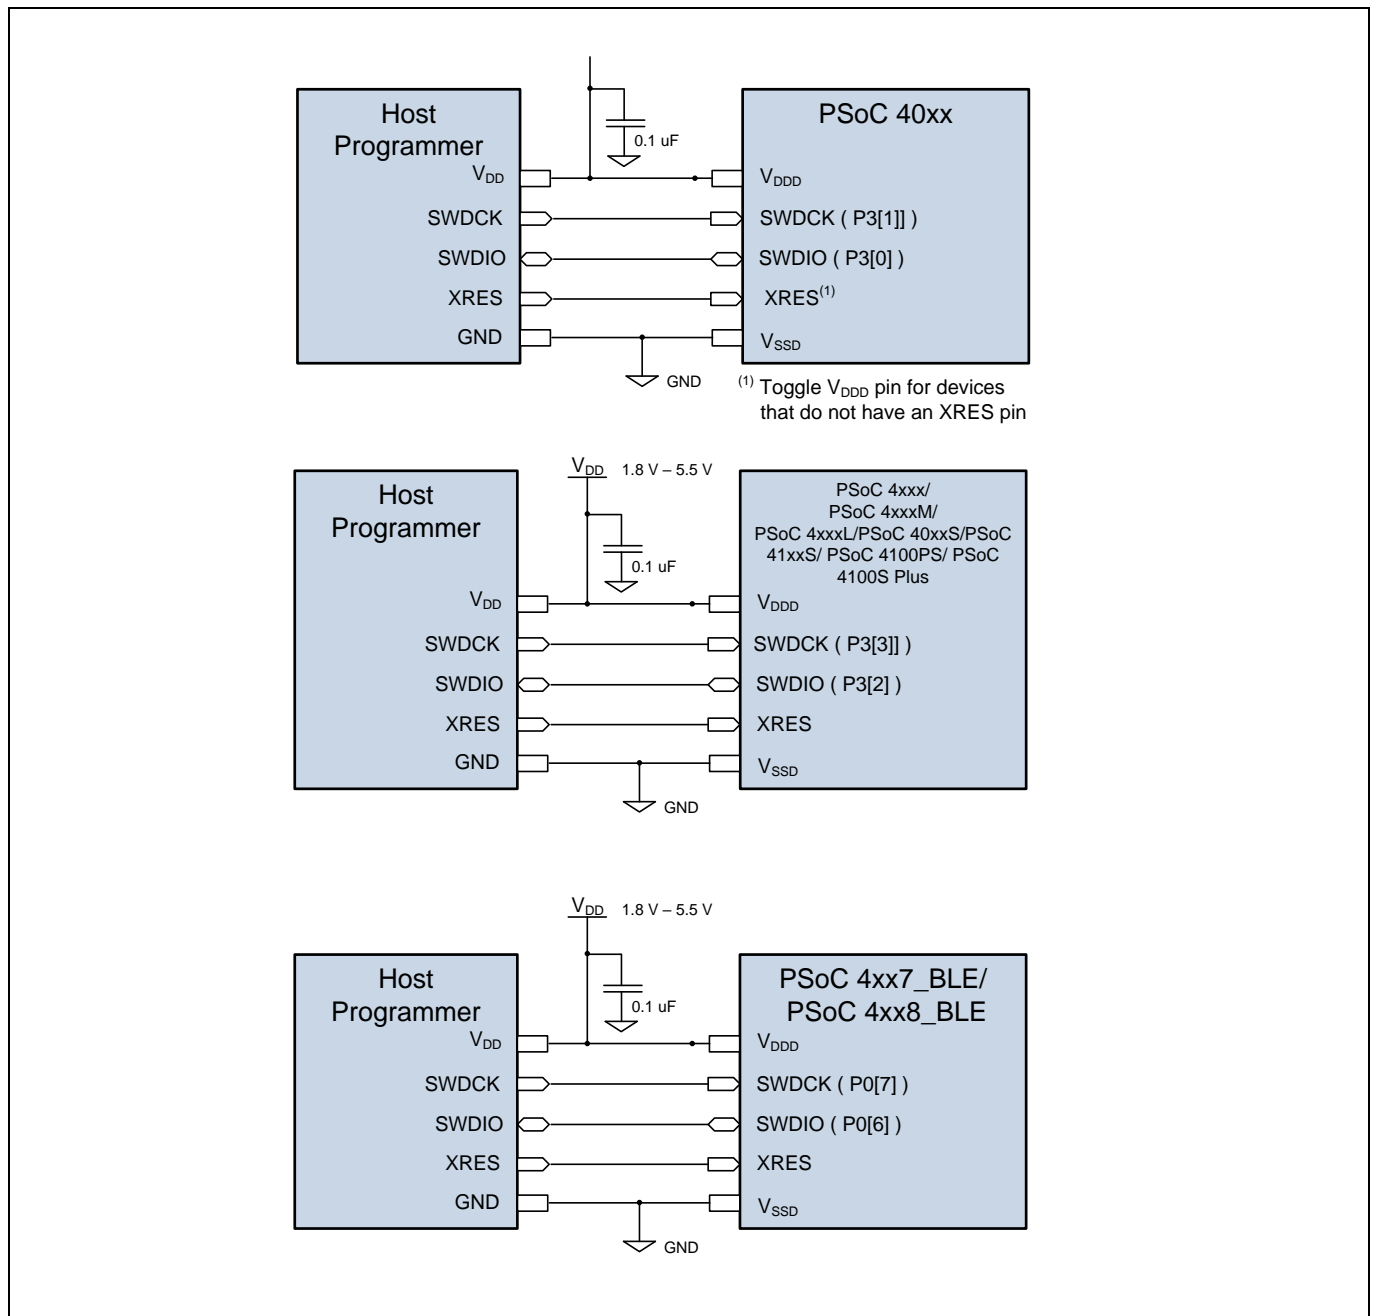 Host
Programmer
PSoC 40xx
0.1 uF
VDD
VDDD
SWDCK
SWDCK ( P3[1]] )
SWDIO
SWDIO ( P3[0] )
XRES
XRES(1)
GND
VSSD
GND
(1) Toggle VDDD pin for devices
that do not have an XRES pin
VDD 1.8 V – 5.5 V
Host
Programmer
PSoC 4xxx/
PSoC 4xxxM/
PSoC 4xxxL/PSoC 40xxS/PSoC
41xxS/ PSoC 4100PS/ PSoC
4100S Plus
0.1 uF
VDD
VDDD
SWDCK
SWDCK ( P3[3]] )
SWDIO
SWDIO ( P3[2] )
XRES
XRES
GND
VSSD
GND
VDD 1.8 V – 5.5 V
Host
Programmer
PSoC 4xx7_BLE/
PSoC 4xx8_BLE
0.1 uF
VDD
VDDD
SWDCK
SWDCK ( P0[7] )
SWDIO
SWDIO ( P0[6] )
XRES
XRES
GND
VSSD
GND